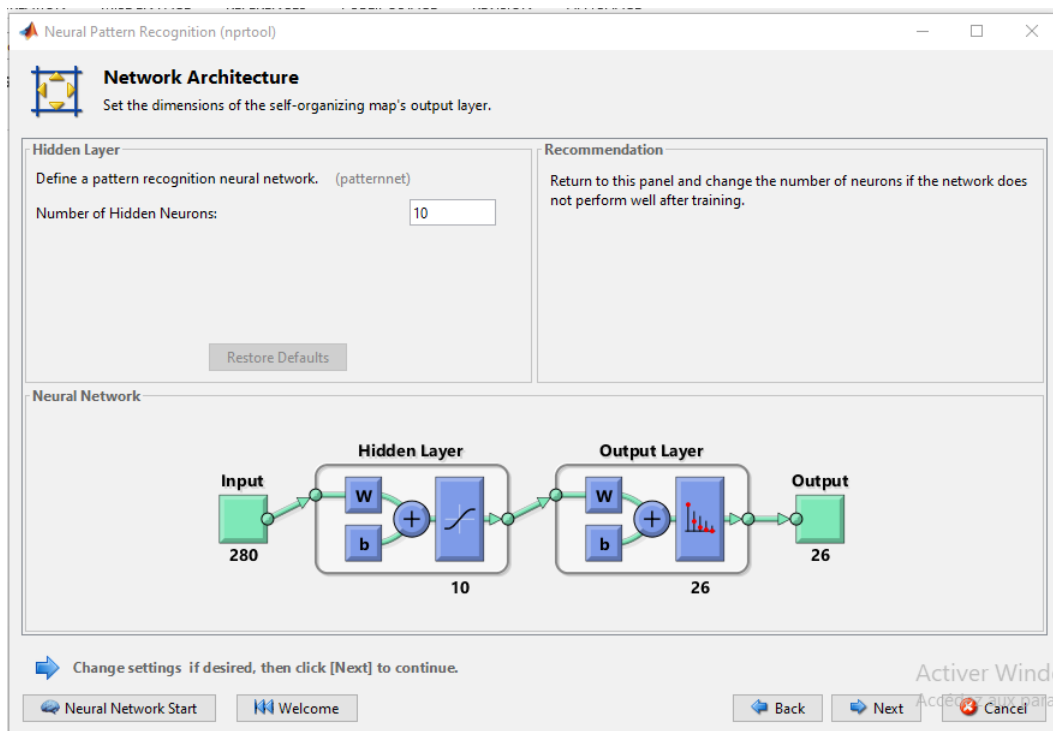 Neural Pattern Recognition (nprtool)
Network Architecture
Set the dimensions of the self-organizing map's output layer.
Hidden Layer
Define a pattern recognition neural network. (patternnet)
Number of Hidden Neurons: 10
Restore Defaults
Recommendation
Return to this panel and change the number of neurons if the network does
not perform well after training.
Neural Network
Hidden Layer Output Layer
Input Output
W W
b b
280 26
10 26
Change settings if desired, then click [Next] to continue.
Activer Wind
Neural Network Start Welcome Back Next Cancel
Accédez aux para